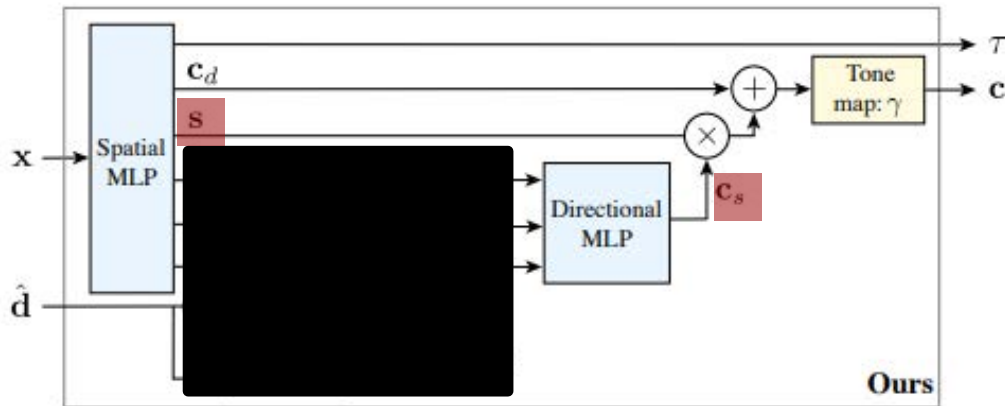 τ
c_d
Tone
map: γ
c
+
s
×
x
Spatial
MLP
c_s
Directional
MLP
d̂
Ours